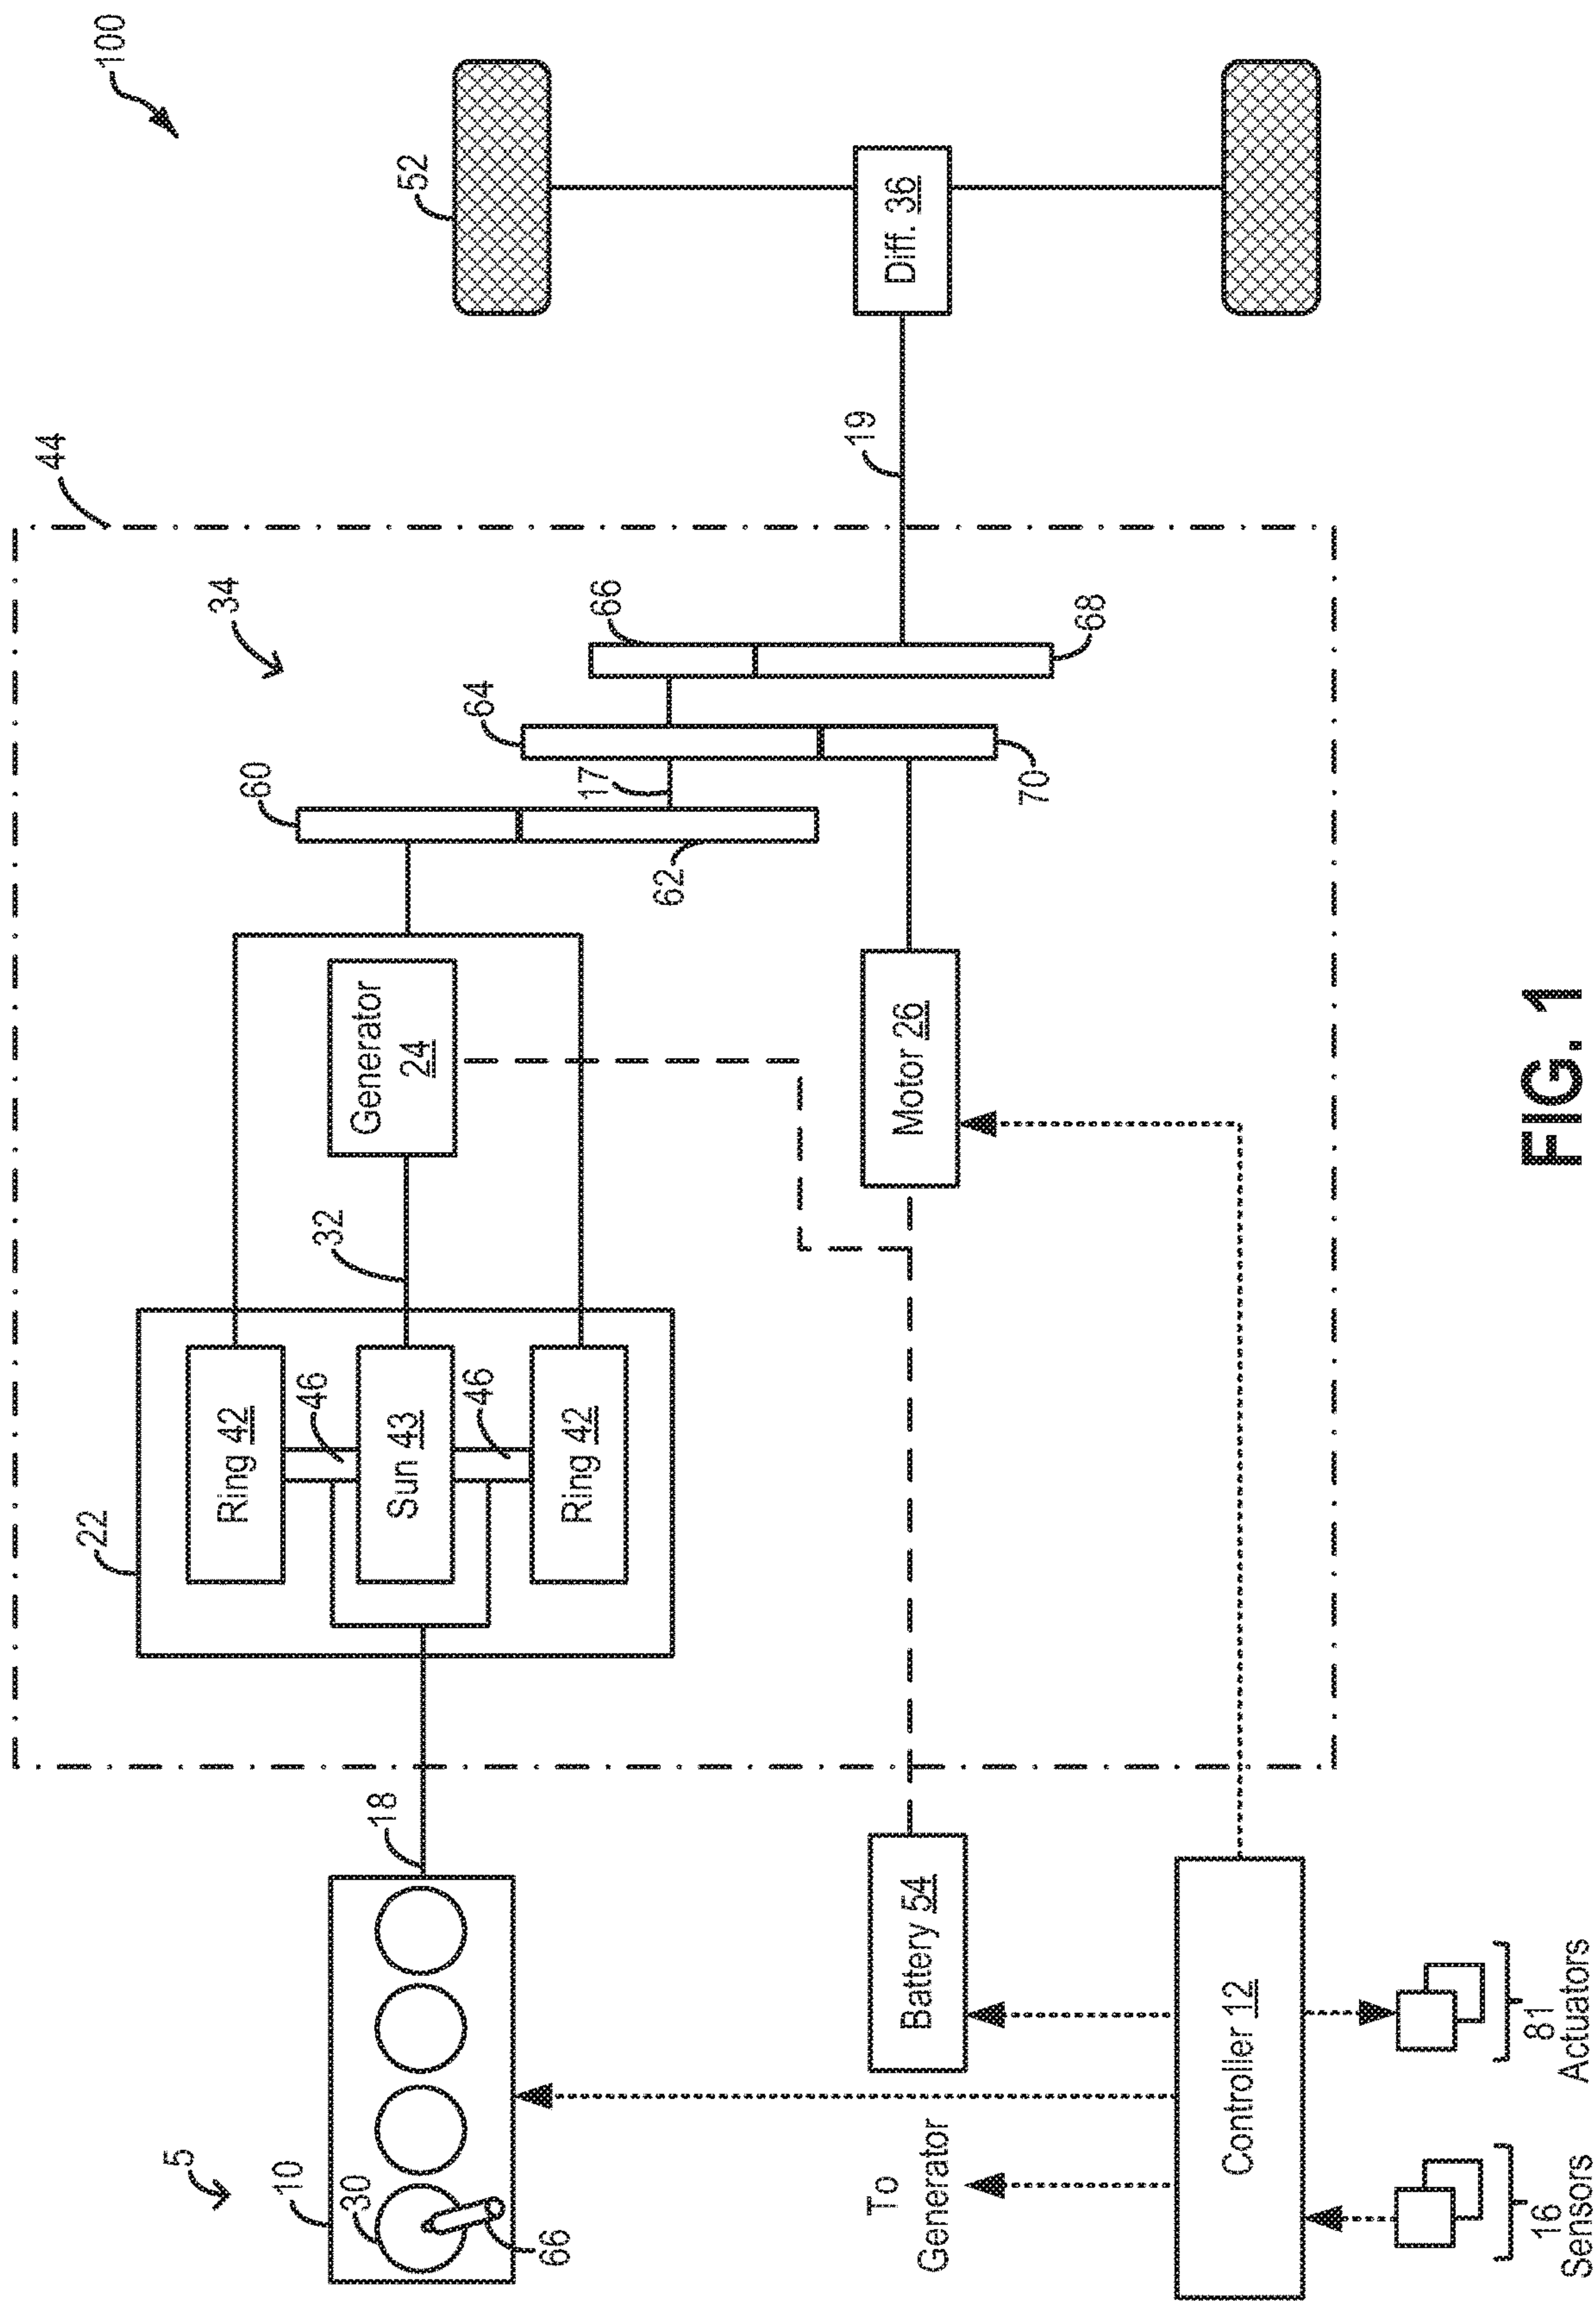 100
44
52
34
22
60
64
66
5
10
30
66
18
46
Ring 42
Sun 43
46
Ring 42
32
Generator
24
17
62
70
68
19
Diff. 36
Motor 26
Battery 54
To
Generator
Controller 12
16
Sensors
81
Actuators
FIG. 1